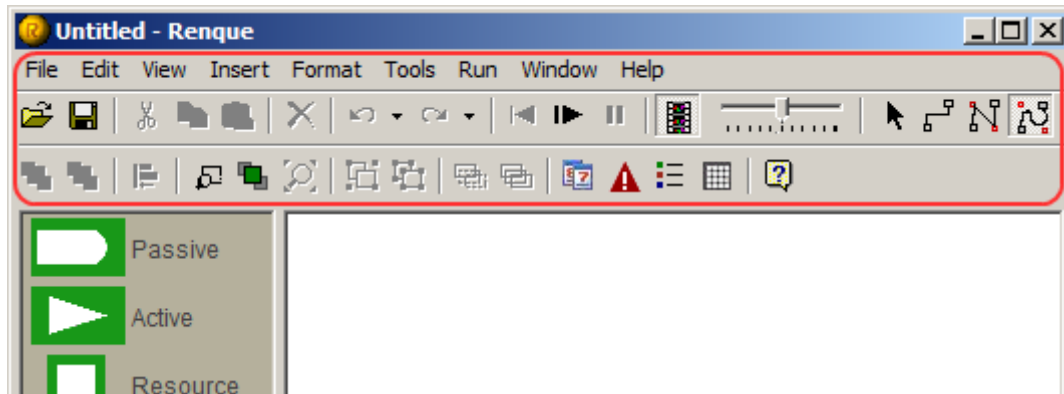 Untitled - Renque
File Edit View Insert Format Tools Run Window Help
Passive
Active
Resource